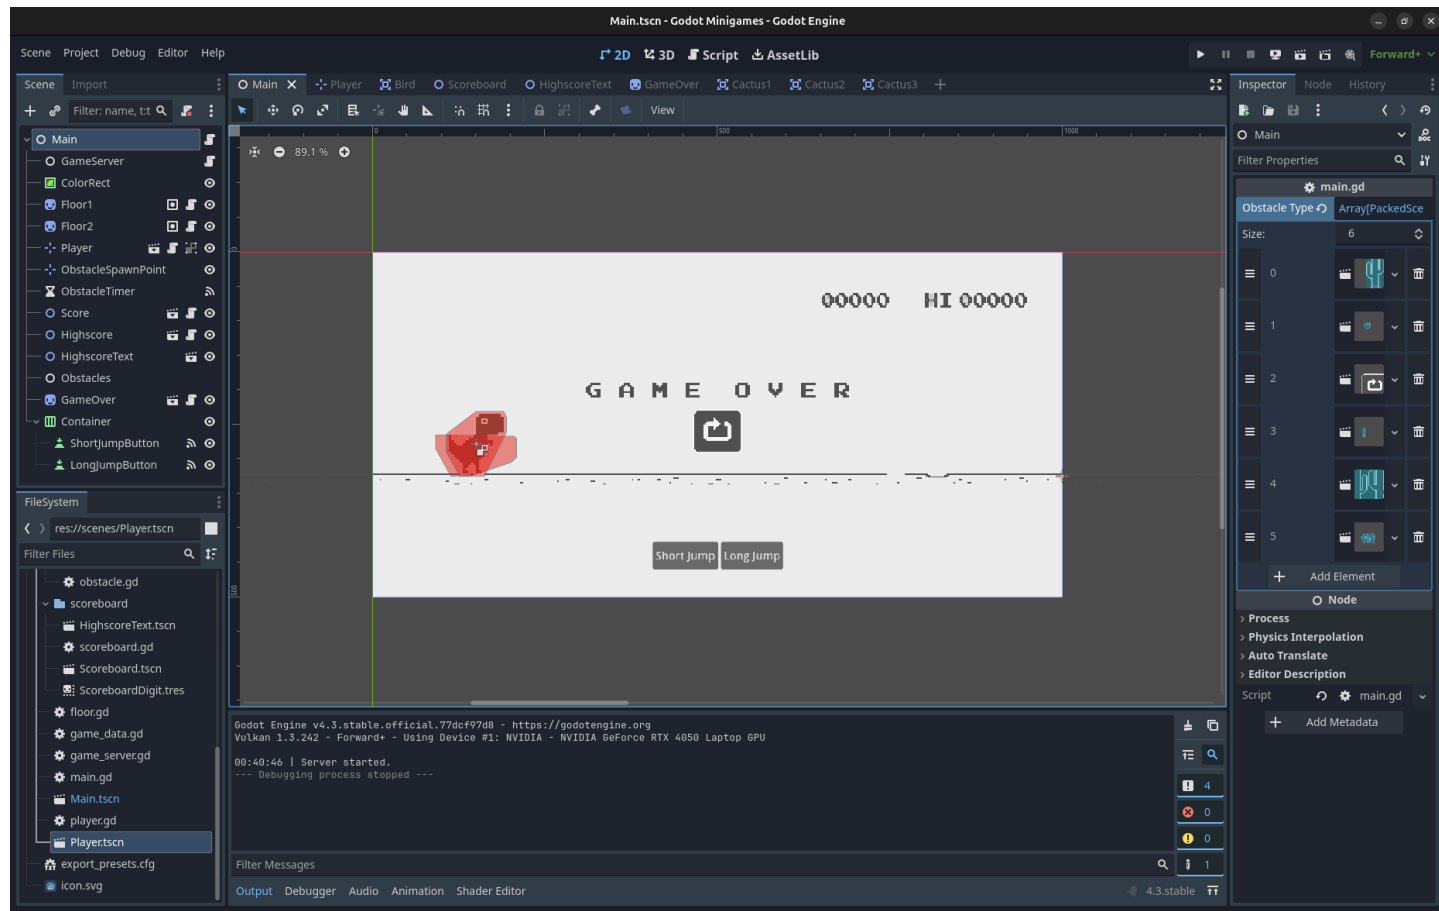 Main.tscn - Godot Minigames - Godot Engine
Scene Project Debug Editor Help
2D 3D Script AssetLib
Forward+
Scene Import
Filter: name, t:t
Main
GameServer
ColorRect
Floor1
Floor2
Player
ObstacleSpawnPoint
ObstacleTimer
Score
Highscore
HighscoreText
Obstacles
GameOver
Container
ShortJumpButton
LongJumpButton
FileSystem
res://scenes/Player.tscn
Filter Files
obstacle.gd
scoreboard
HighscoreText.tscn
scoreboard.gd
Scoreboard.tscn
ScoreboardDigit.tres
floor.gd
game_data.gd
game_server.gd
main.gd
Main.tscn
player.gd
Player.tscn
export_presets.cfg
icon.svg
Main Player Bird Scoreboard HighscoreText GameOver Cactus1 Cactus2 Cactus3
View
0 500 1000
89.1 %
0
500
00000 HI 00000
GAME OVER
Short Jump Long Jump
Godot Engine v4.3.stable.official.77dcf97d8 - https://godotengine.org
Vulkan 1.3.242 - Forward+ - Using Device #1: NVIDIA - NVIDIA GeForce RTX 4050 Laptop GPU
00:40:46 | Server started.
--- Debugging process stopped ---
4
0
0
1
Filter Messages
Output Debugger Audio Animation Shader Editor
4.3.stable
Inspector Node History
Main
Filter Properties
main.gd
Obstacle Type Array[PackedSce
Size: 6
0
1
2
3
4
5
Add Element
Node
Process
Physics Interpolation
Auto Translate
Editor Description
Script main.gd
Add Metadata